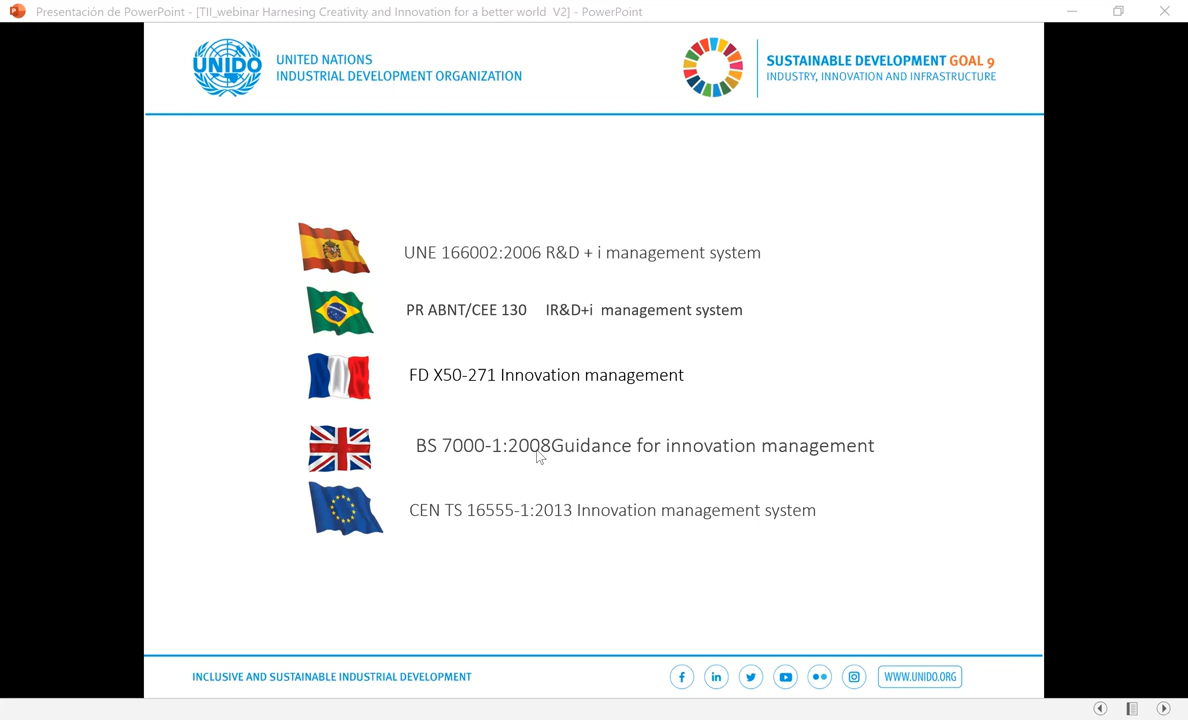 Presentación de PowerPoint - [TII_webinar Harnesing Creativity and Innovation for a better world  V2] - PowerPoint
UNIDO
UNITED NATIONS
INDUSTRIAL DEVELOPMENT ORGANIZATION
SUSTAINABLE DEVELOPMENT GOAL 9
INDUSTRY, INNOVATION AND INFRASTRUCTURE
UNE 166002:2006 R&D + i management system
PR ABNT/CEE 130 IR&D+i management system
FD X50-271 Innovation management
BS 7000-1:2008Guidance for innovation management
CEN TS 16555-1:2013 Innovation management system
INCLUSIVE AND SUSTAINABLE INDUSTRIAL DEVELOPMENT
WWW.UNIDO.ORG